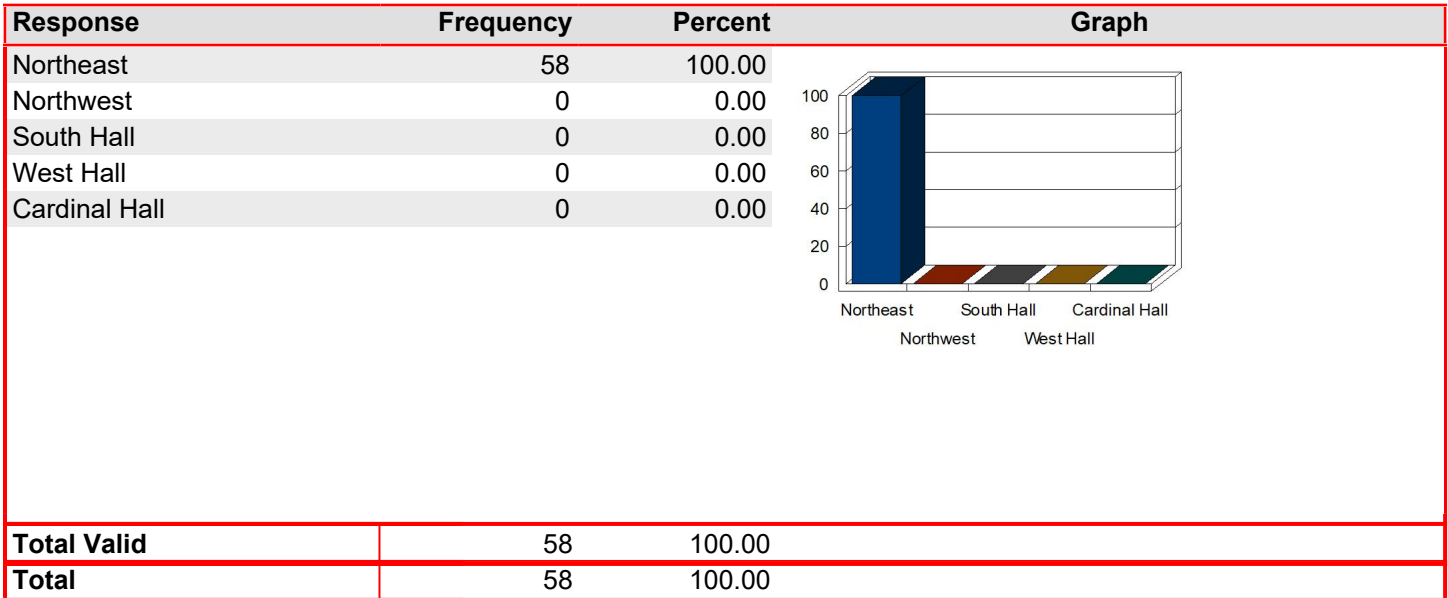 Response Frequency Percent Graph
Northeast 58 100.00
Northwest 0 0.00
South Hall 0 0.00
West Hall 0 0.00
Cardinal Hall 0 0.00
100
80
60
40
20
0
Northeast South Hall Cardinal Hall
Northwest West Hall
Total Valid 58 100.00
Total 58 100.00